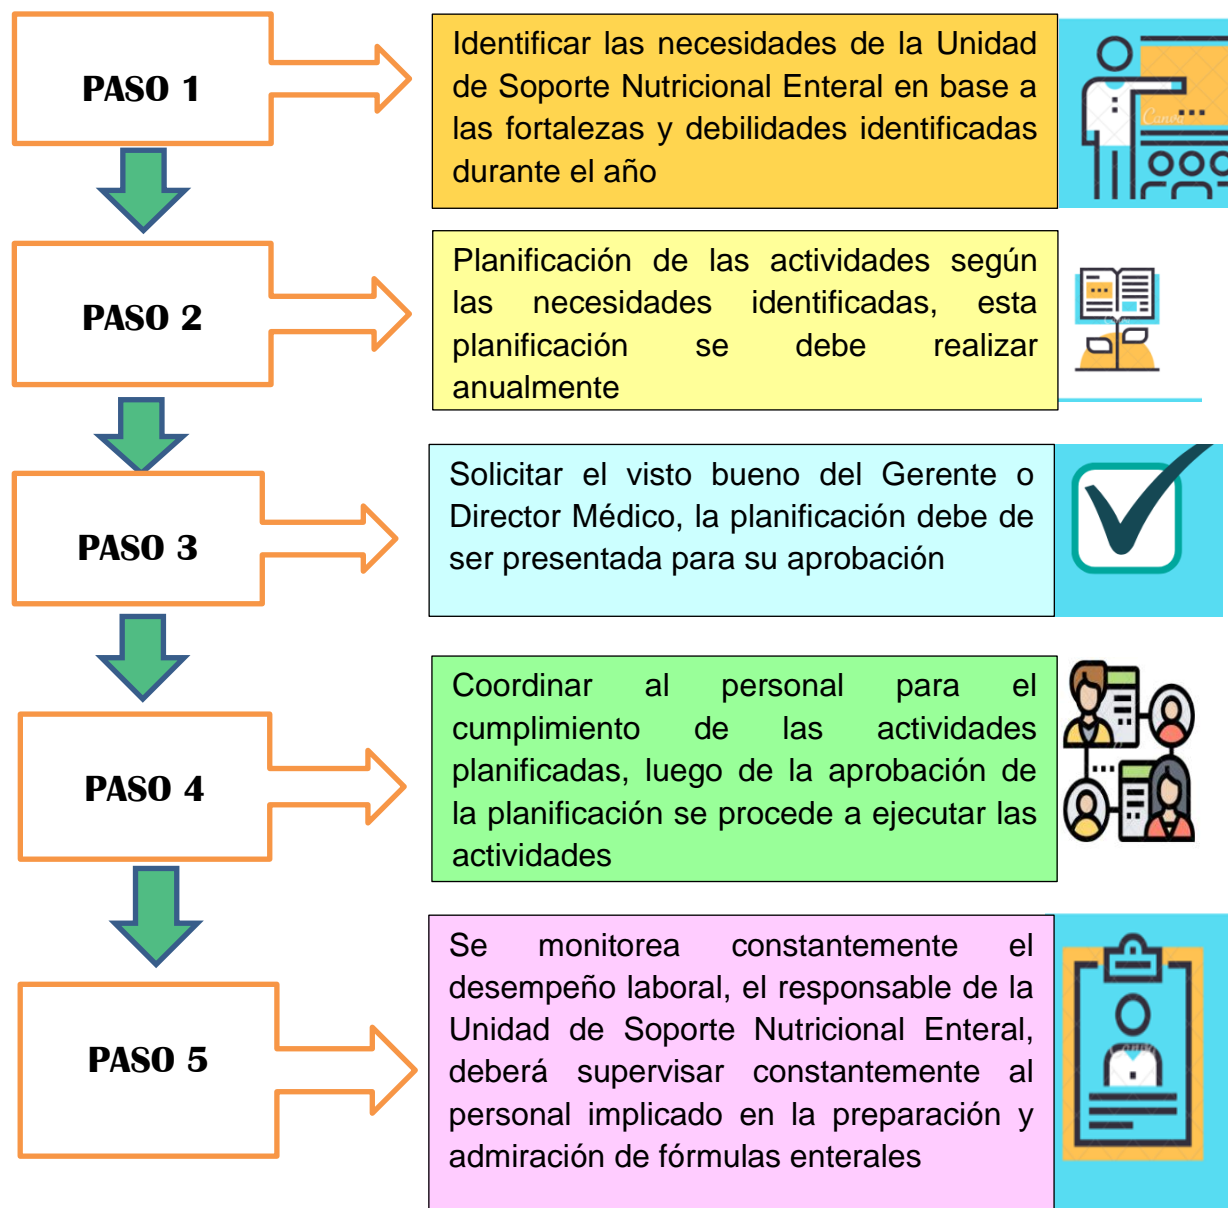 PASO 1
Identificar las necesidades de la Unidad
de Soporte Nutricional Enteral en base a
las fortalezas y debilidades identificadas
durante el año
Canva
PASO 2
Planificación de las actividades según
las necesidades identificadas, esta
planificación se debe realizar
anualmente
PASO 3
Solicitar el visto bueno del Gerente o
Director Médico, la planificación debe de
ser presentada para su aprobación
PASO 4
Coordinar al personal para el
cumplimiento de las actividades
planificadas, luego de la aprobación de
la planificación se procede a ejecutar las
actividades
PASO 5
Se monitorea constantemente el
desempeño laboral, el responsable de la
Unidad de Soporte Nutricional Enteral,
deberá supervisar constantemente al
personal implicado en la preparación y
admiración de fórmulas enterales
Canva